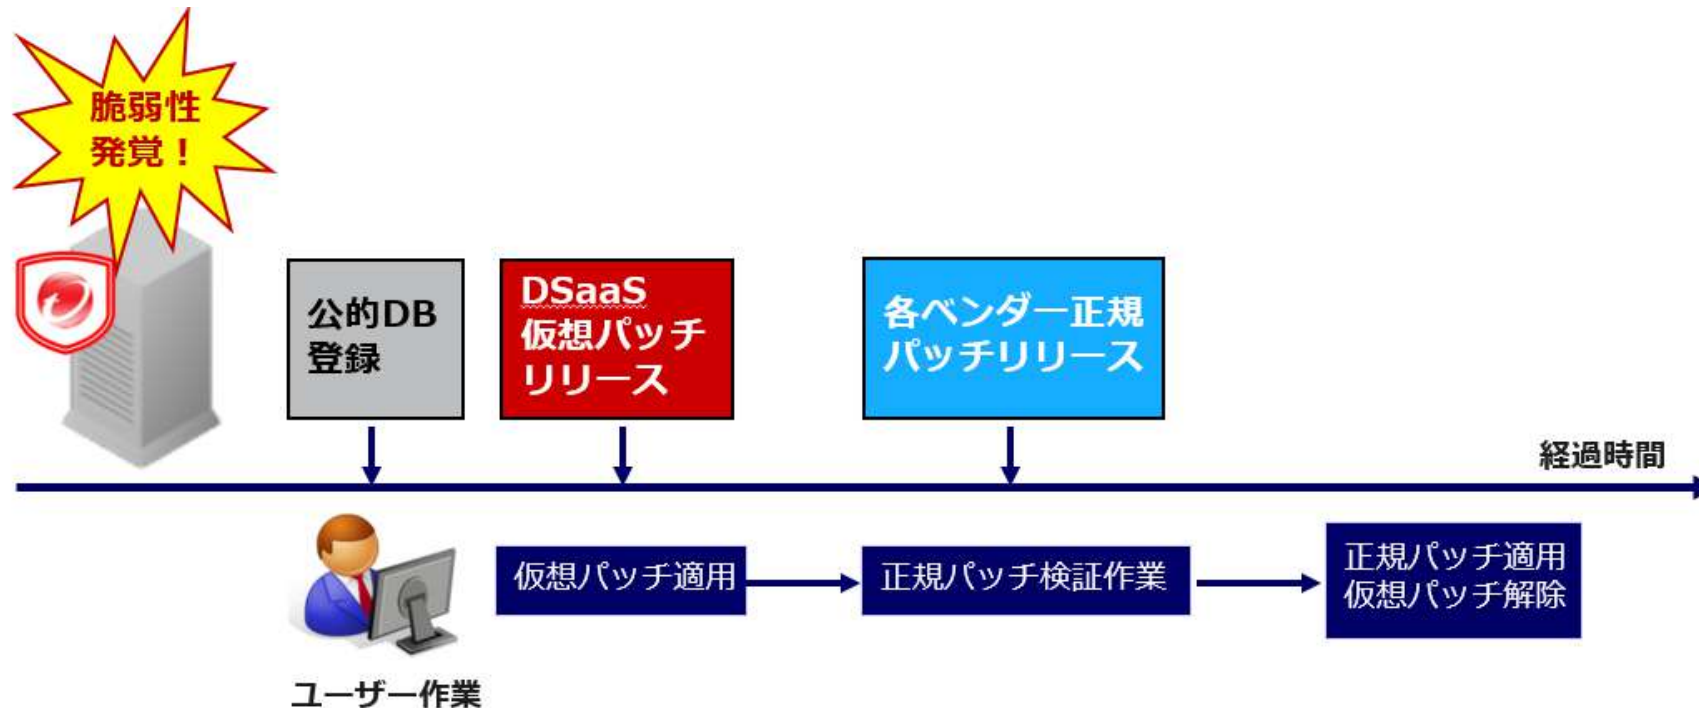 脆弱性
発覚！
公的DB
登録
DSaaS
仮想パッチ
リリース
各ベンダー正規
パッチリリース
経過時間
仮想パッチ適用
正規パッチ検証作業
正規パッチ適用
仮想パッチ解除
ユーザー作業